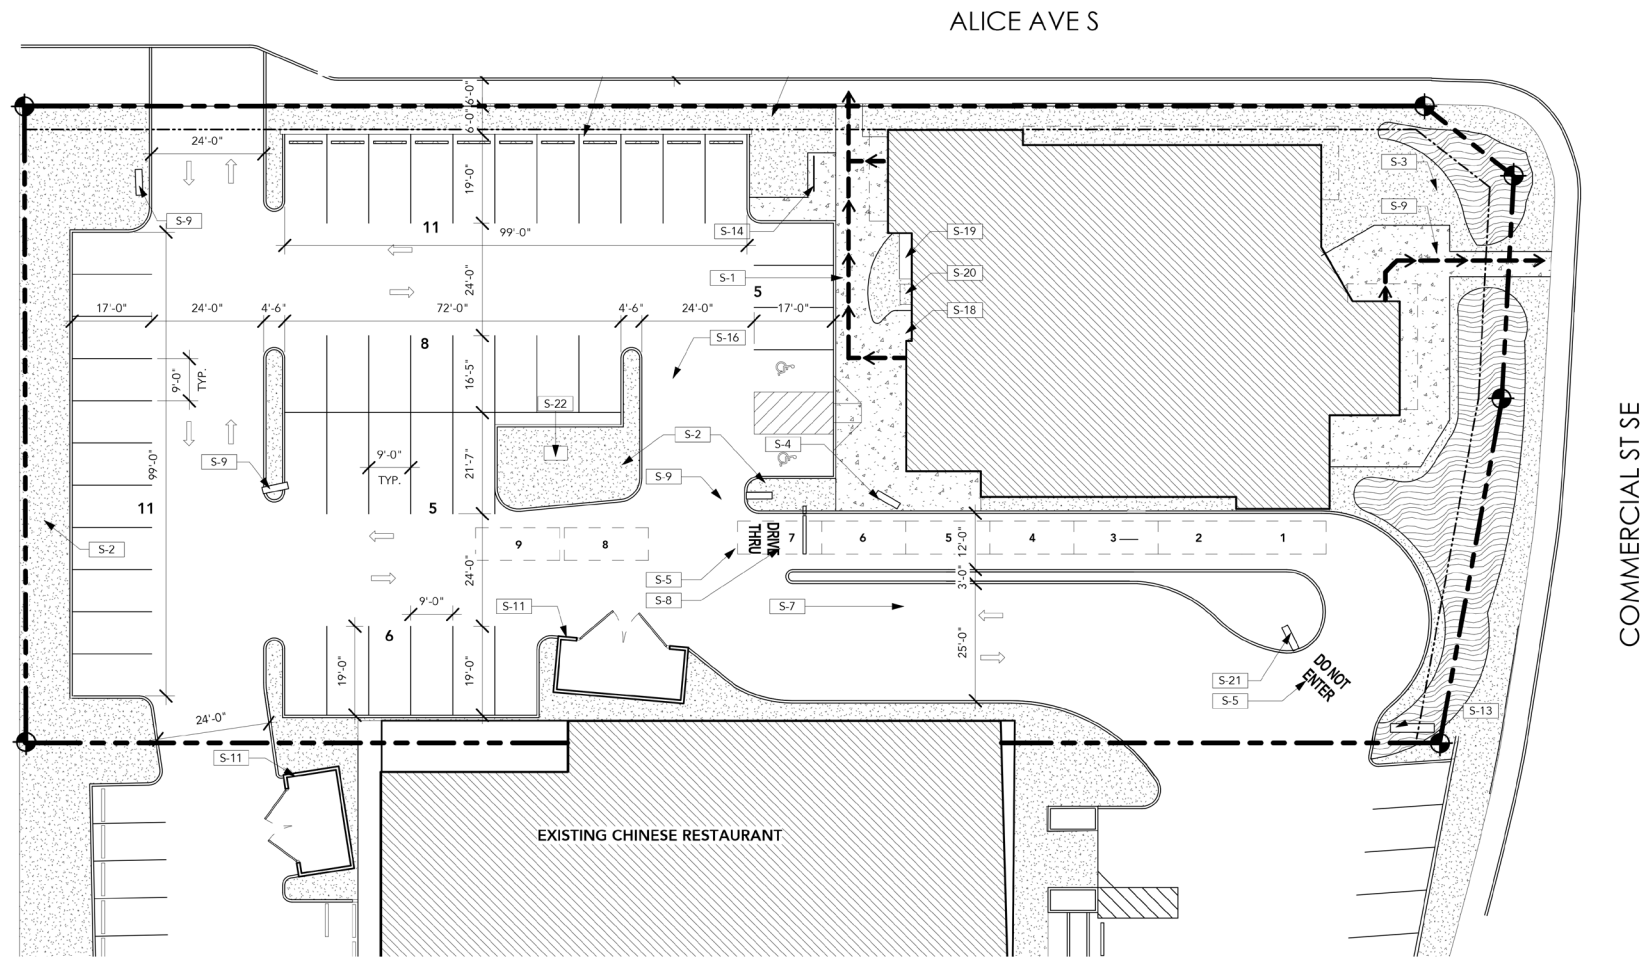 ALICE AVE S
6'-0"
6'-0"
24'-0"
S-3
19'-0"
S-9
S-9
11
99'-0"
S-14
S-19
S-1
24'-0"
S-20
5
17'-0"
24'-0"
4'-6"
72'-0"
4'-6"
24'-0"
17'-0"
S-18
8
S-16
9'-0"
TYP.
16'-5"
S-22
COMMERCIAL ST SE
S-2
S-4
9'-0"
TYP.
S-9
99'-0"
21'-7"
S-9
11
5
S-2
9
8
DRIVE
THRU
7
6
5
4
3
2
1
12'-0"
24'-0"
3'-0"
S-5
S-8
9'-0"
S-11
S-7
6
25'-0"
19'-0"
19'-0"
DO NOT
ENTER
S-21
S-5
S-13
24'-0"
S-11
EXISTING CHINESE RESTAURANT